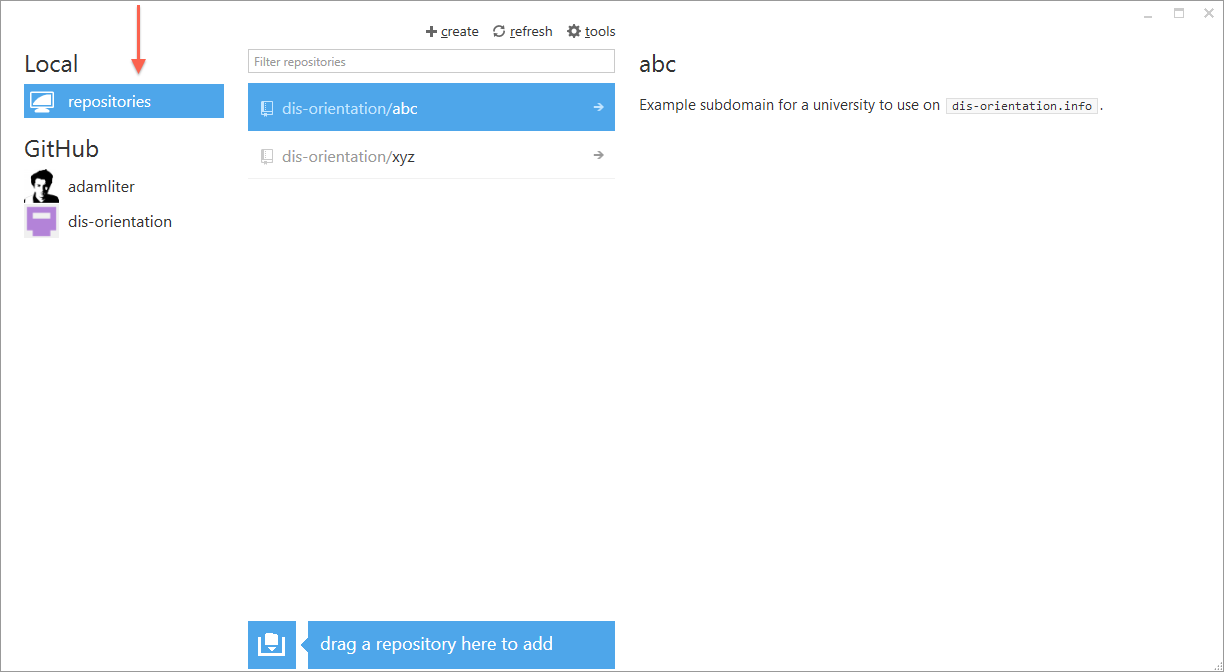 create refresh tools
Local
repositories
GitHub
adamliter
dis-orientation
Filter repositories
dis-orientation/abc
dis-orientation/xyz
drag a repository here to add
abc
Example subdomain for a university to use on dis-orientation.info.